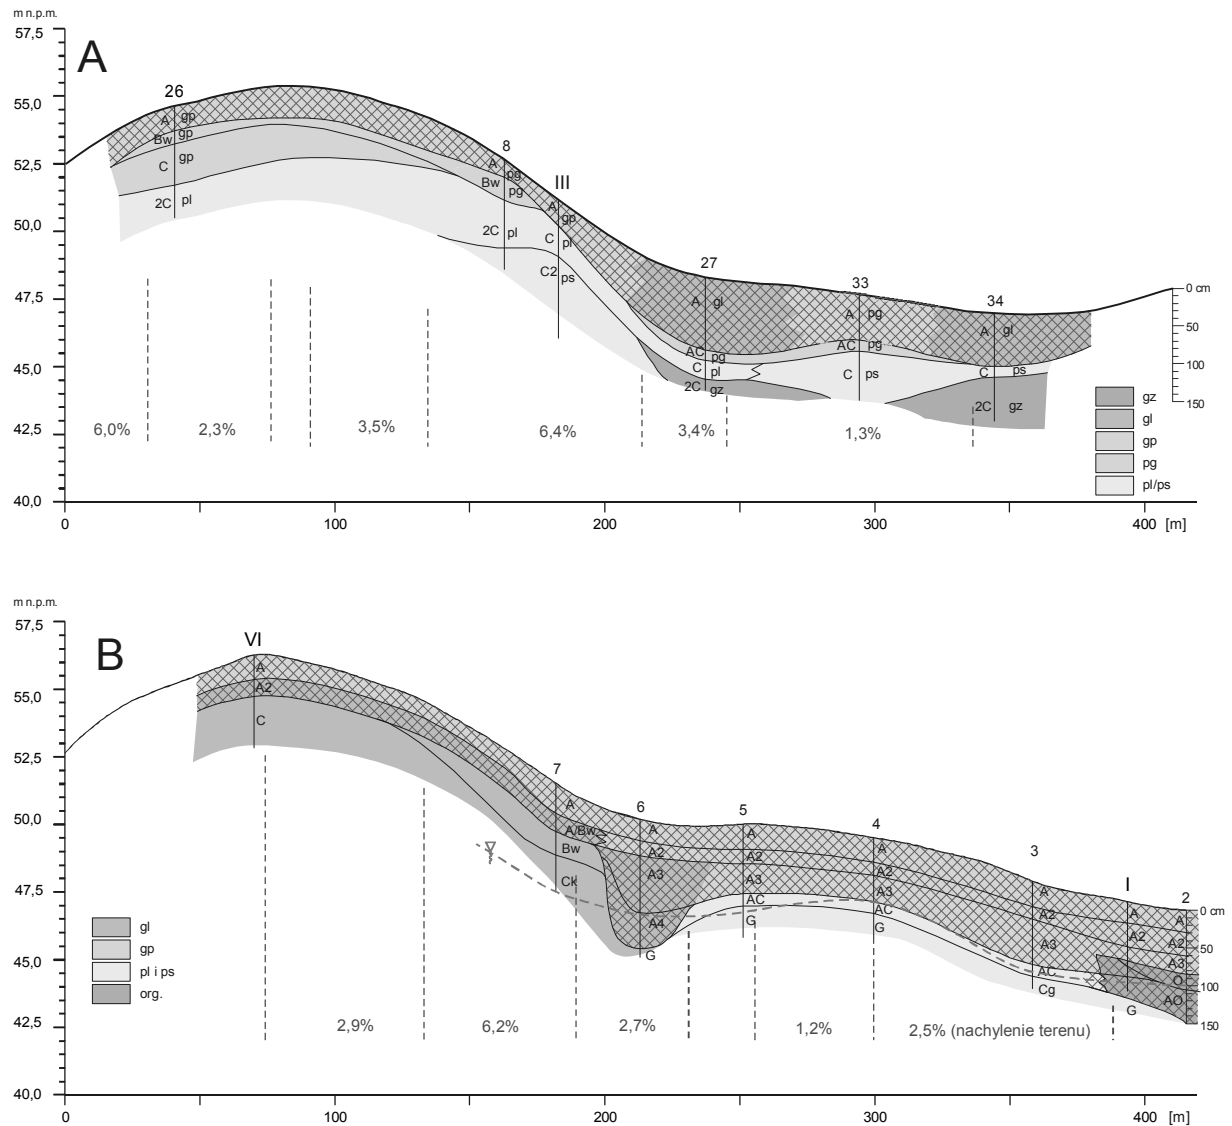 m n.p.m.
57,5
55,0
52,5
50,0
47,5
45,0
42,5
40,0
A
26
A gp
Bw gp
C gp
2C pl
8
A pg
Bw pg
2C pl
III
A gp
C pl
C2 ps
27
A gl
AC pg
C pl
2C gz
33
A pg
AC pg
C ps
34
A gl
C ps
2C gz
0 cm
50
100
150
gz
gl
gp
pg
pl/ps
6,0% 2,3% 3,5% 6,4% 3,4% 1,3%
0 100 200 300 400 [m]
m n.p.m.
57,5
55,0
52,5
50,0
47,5
45,0
42,5
40,0
B
VI
A
A2
C
7
A
A/Bw
Bw
Ck
6
A
A2
A3
A4
G
5
A
A2
A3
AC
G
4
A
A2
A3
AC
G
3
A
A2
A3
AC
Cg
I
A
A2
G
2
A
A2
A3
O
AO
0 cm
50
100
150
gl
gp
pl i ps
org.
2,9% 6,2% 2,7% 1,2% 2,5% (nachylenie terenu)
0 100 200 300 400 [m]